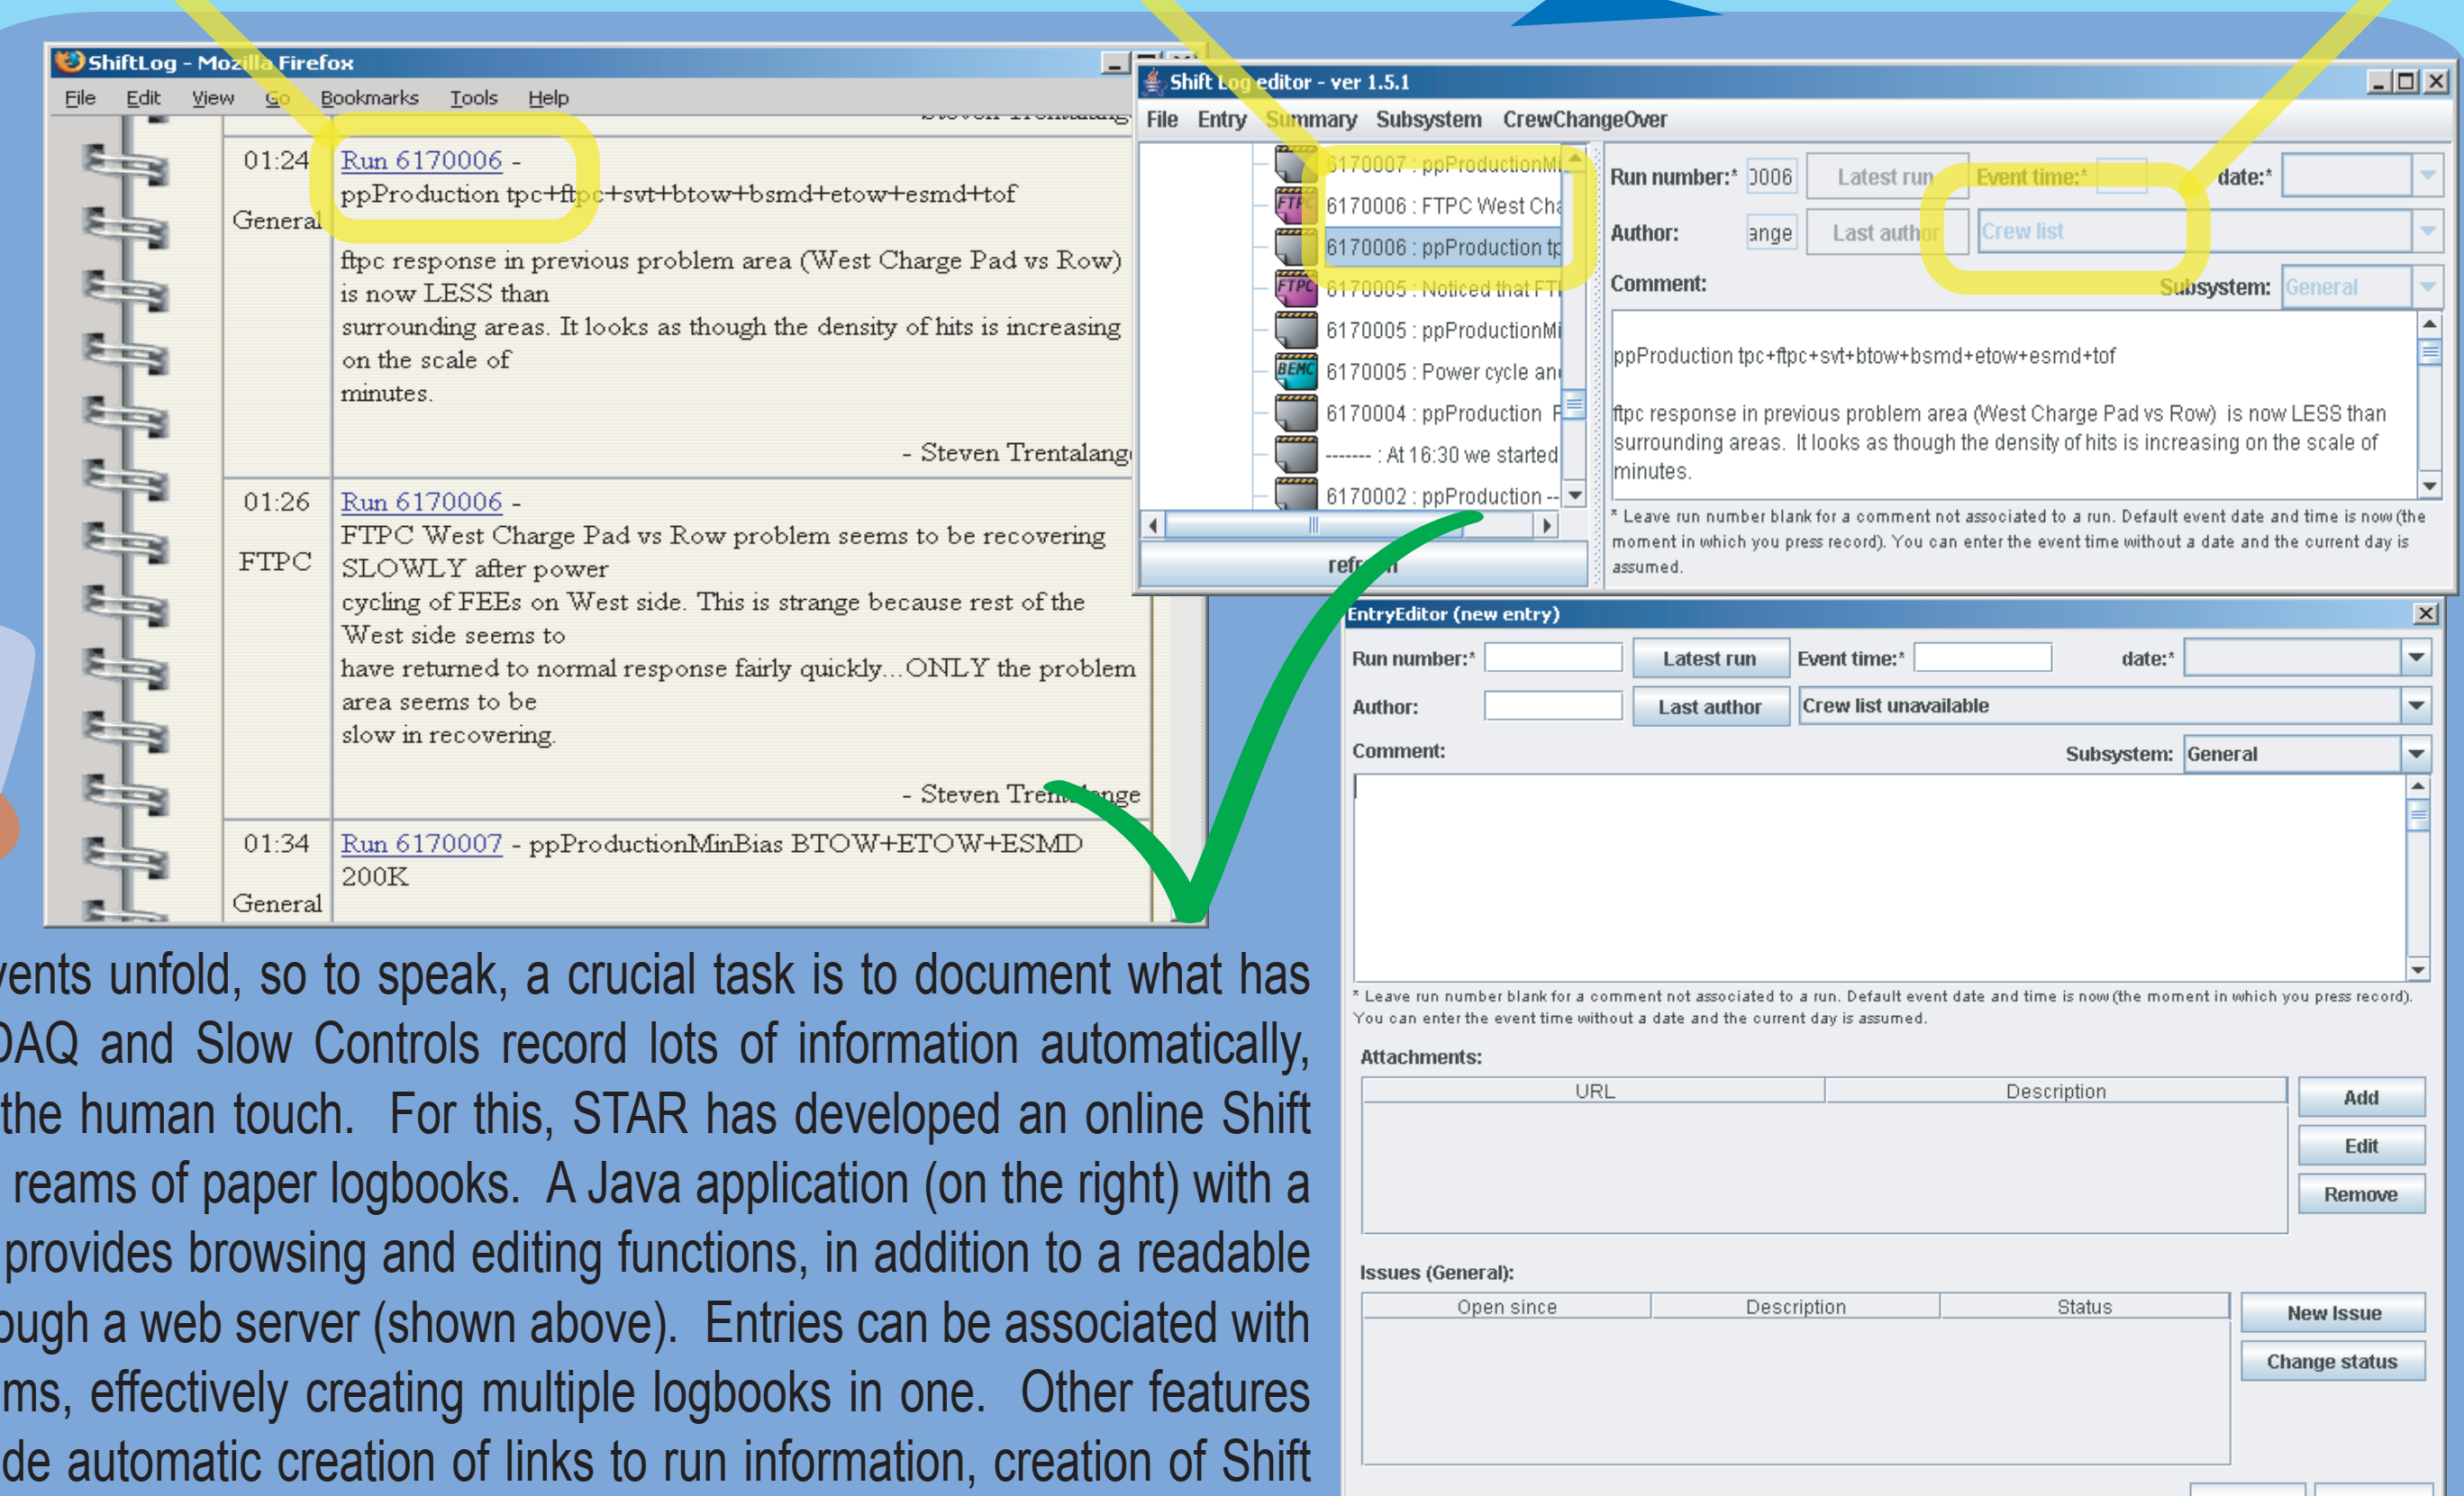 ShiftLog - Mozilla Firefox
File Edit View Go Bookmarks Tools Help
01:24
General
Run 6170006 -
ppProduction tpc+ftpc+svt+btow+bsmd+etow+esmd+tof
ftpc response in previous problem area (West Charge Pad vs Row)
is now LESS than
surrounding areas. It looks as though the density of hits is increasing
on the scale of
minutes.
- Steven Trentalange
01:26
FTPC
Run 6170006 -
FTPC West Charge Pad vs Row problem seems to be recovering
SLOWLY after power
cycling of FEEs on West side. This is strange because rest of the
West side seems to
have returned to normal response fairly quickly...ONLY the problem
area seems to be
slow in recovering.
- Steven Trentalange
01:34
General
Run 6170007 - ppProductionMinBias BTOW+ETOW+ESMD
200K
Shift Log editor - ver 1.5.1
File Entry Summary Subsystem CrewChangeOver
6170007 : ppProductionMi
FTPC 6170006 : FTPC West Cha
6170006 : ppProduction tp
FTPC 6170005 : Noticed that FT
6170005 : ppProductionMi
BEMC 6170005 : Power cycle an
6170004 : ppProduction F
------- : At 16:30 we started
6170002 : ppProduction --
refresh
Run number:* 0006 Latest run Event time:* date:*
Author: ange Last author Crew list
Comment: Subsystem: General
ppProduction tpc+ftpc+svt+btow+bsmd+etow+esmd+tof
ftpc response in previous problem area (West Charge Pad vs Row) is now LESS than
surrounding areas. It looks as though the density of hits is increasing on the scale of
minutes.
* Leave run number blank for a comment not associated to a run. Default event date and time is now (the
moment in which you press record). You can enter the event time without a date and the current day is
assumed.
EntryEditor (new entry)
Run number:* Latest run Event time:* date:*
Author: Last author Crew list unavailable
Comment: Subsystem: General
* Leave run number blank for a comment not associated to a run. Default event date and time is now (the moment in which you press record).
You can enter the event time without a date and the current day is assumed.
Attachments:
URL Description
Add
Edit
Remove
Issues (General):
Open since Description Status
New Issue
Change status
vents unfold, so to speak, a crucial task is to document what has
DAQ and Slow Controls record lots of information automatically,
the human touch. For this, STAR has developed an online Shift
reams of paper logbooks. A Java application (on the right) with a
provides browsing and editing functions, in addition to a readable
ough a web server (shown above). Entries can be associated with
ms, effectively creating multiple logbooks in one. Other features
de automatic creation of links to run information, creation of Shift